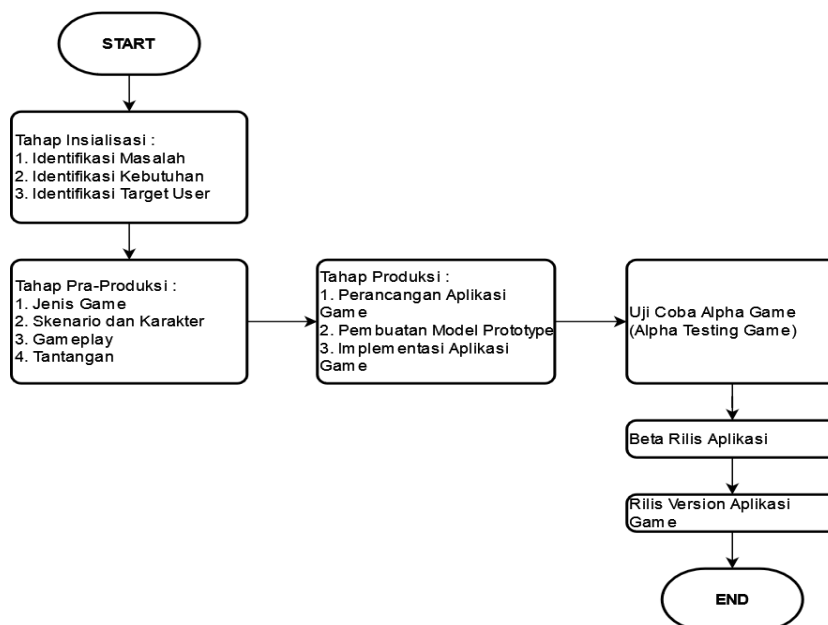 START
Tahap Insialisasi :
1. Identifikasi Masalah
2. Identifikasi Kebutuhan
3. Identifikasi Target User
Tahap Pra-Produksi :
1. Jenis Game
2. Skenario dan Karakter
3. Gameplay
4. Tantangan
Tahap Produksi :
1. Perancangan Aplikasi
Game
2. Pembuatan Model Prototype
3. Implementasi Aplikasi
Game
Uji Coba Alpha Game
(Alpha Testing Game)
Beta Rilis Aplikasi
Rilis Version Aplikasi
Game
END